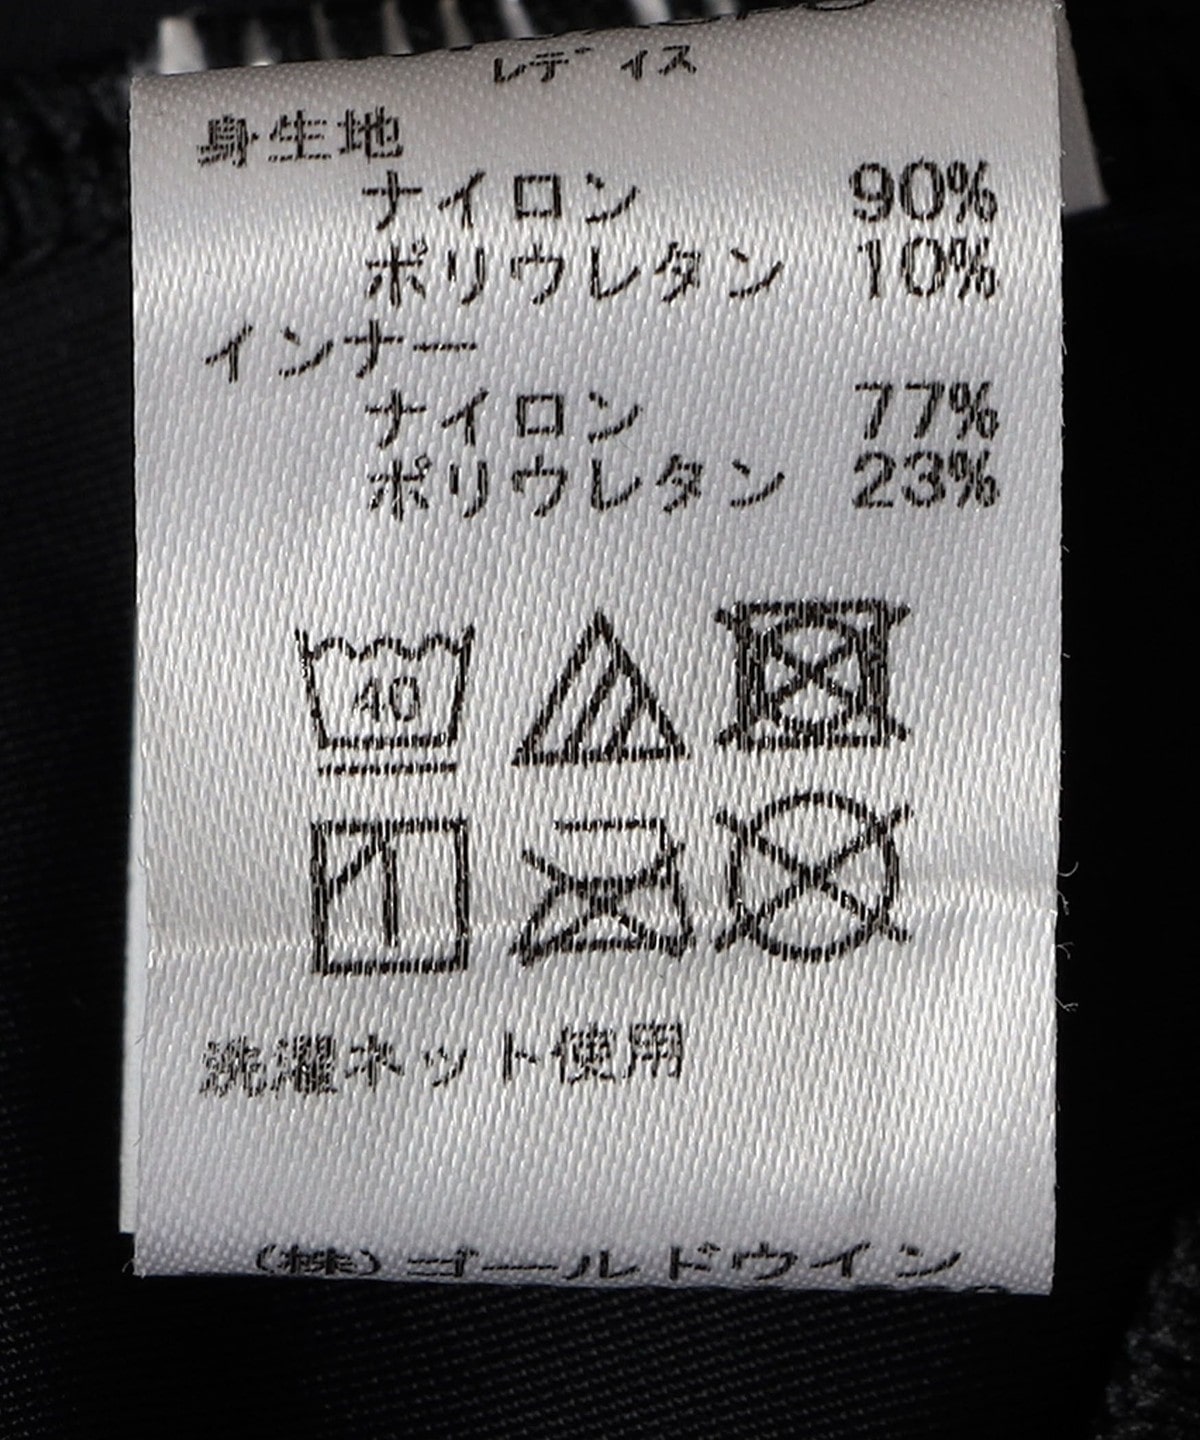 レディス
身生地
ナイロン 90%
ポリウレタン 10%
インナー
ナイロン 77%
ポリウレタン 23%
40
洗濯ネット使用
(株)ゴールドウイン